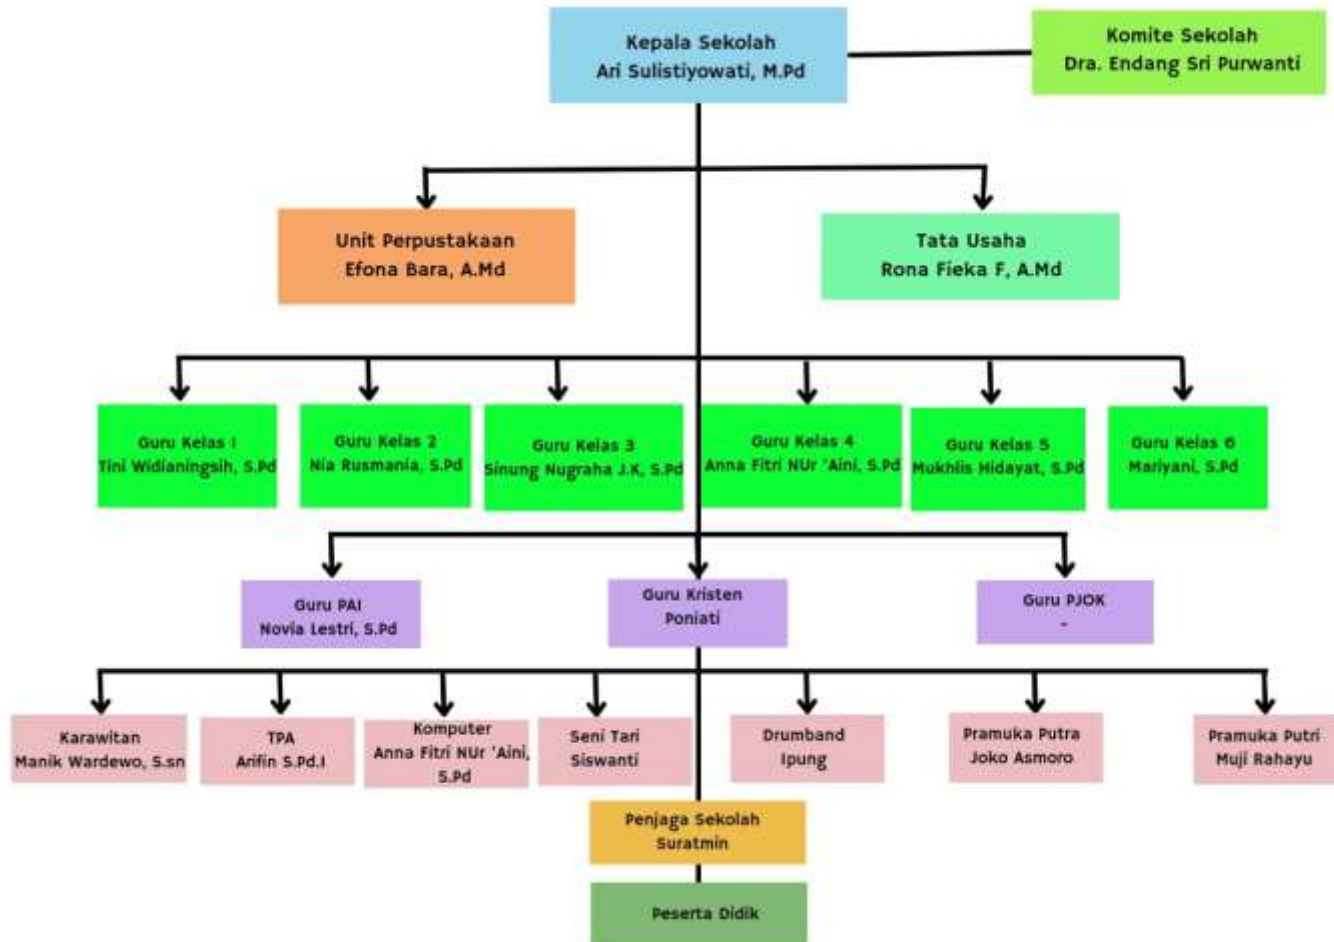 Kepala Sekolah
Ari Sulistiyowati, M.Pd
Komite Sekolah
Dra. Endang Sri Purwanti
Unit Perpustakaan
Efona Bara, A.Md
Tata Usaha
Rona Fieka F, A.Md
Guru Kelas 1
Tini Widianingsih, S.Pd
Guru Kelas 2
Nia Rusmania, S.Pd
Guru Kelas 3
Sinung Nugraha J.K, S.Pd
Guru Kelas 4
Anna Fitri NUr 'Aini, S.Pd
Guru Kelas 5
Mukhlis Hidayat, S.Pd
Guru Kelas 6
Mariyani, S.Pd
Guru PAI
Novia Lestri, S.Pd
Guru Kristen
Poniati
Guru PJOK
-
Karawitan
Manik Wardewo, S.sn
TPA
Arifin S.Pd.I
Komputer
Anna Fitri NUr 'Aini,
S.Pd
Seni Tari
Siswanti
Drumband
Ipung
Pramuka Putra
Joko Asmoro
Pramuka Putri
Muji Rahayu
Penjaga Sekolah
Suratmin
Peserta Didik